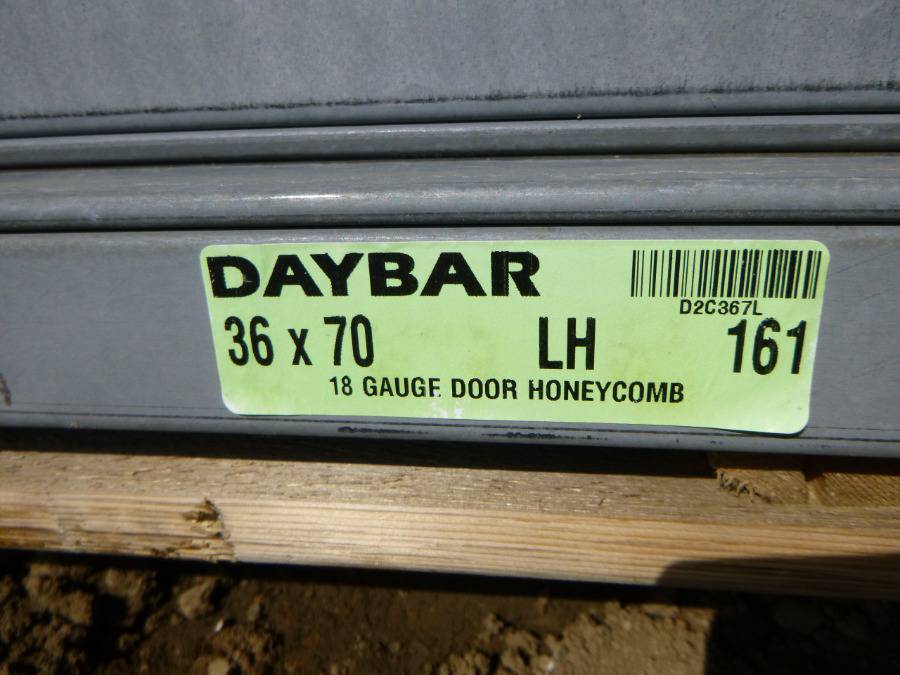 DAYBAR
D2C367L
36 x 70 LH 161
18 GAUGE DOOR HONEYCOMB